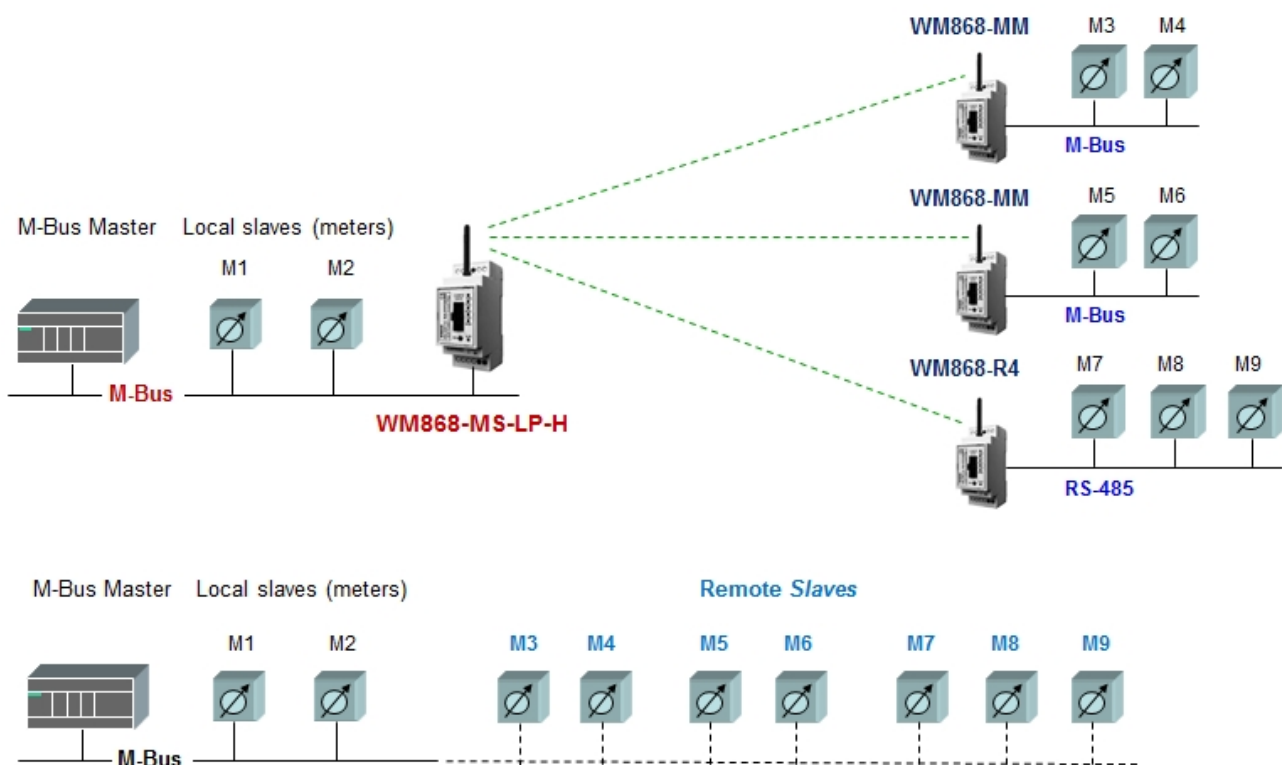 WM868-MM M3 M4
M-Bus
WM868-MM M5 M6
M-Bus Master Local slaves (meters)
M1 M2
M-Bus
WM868-R4 M7 M8 M9
M-Bus
WM868-MS-LP-H
RS-485
M-Bus Master Local slaves (meters) Remote Slaves
M1 M2 M3 M4 M5 M6 M7 M8 M9
M-Bus